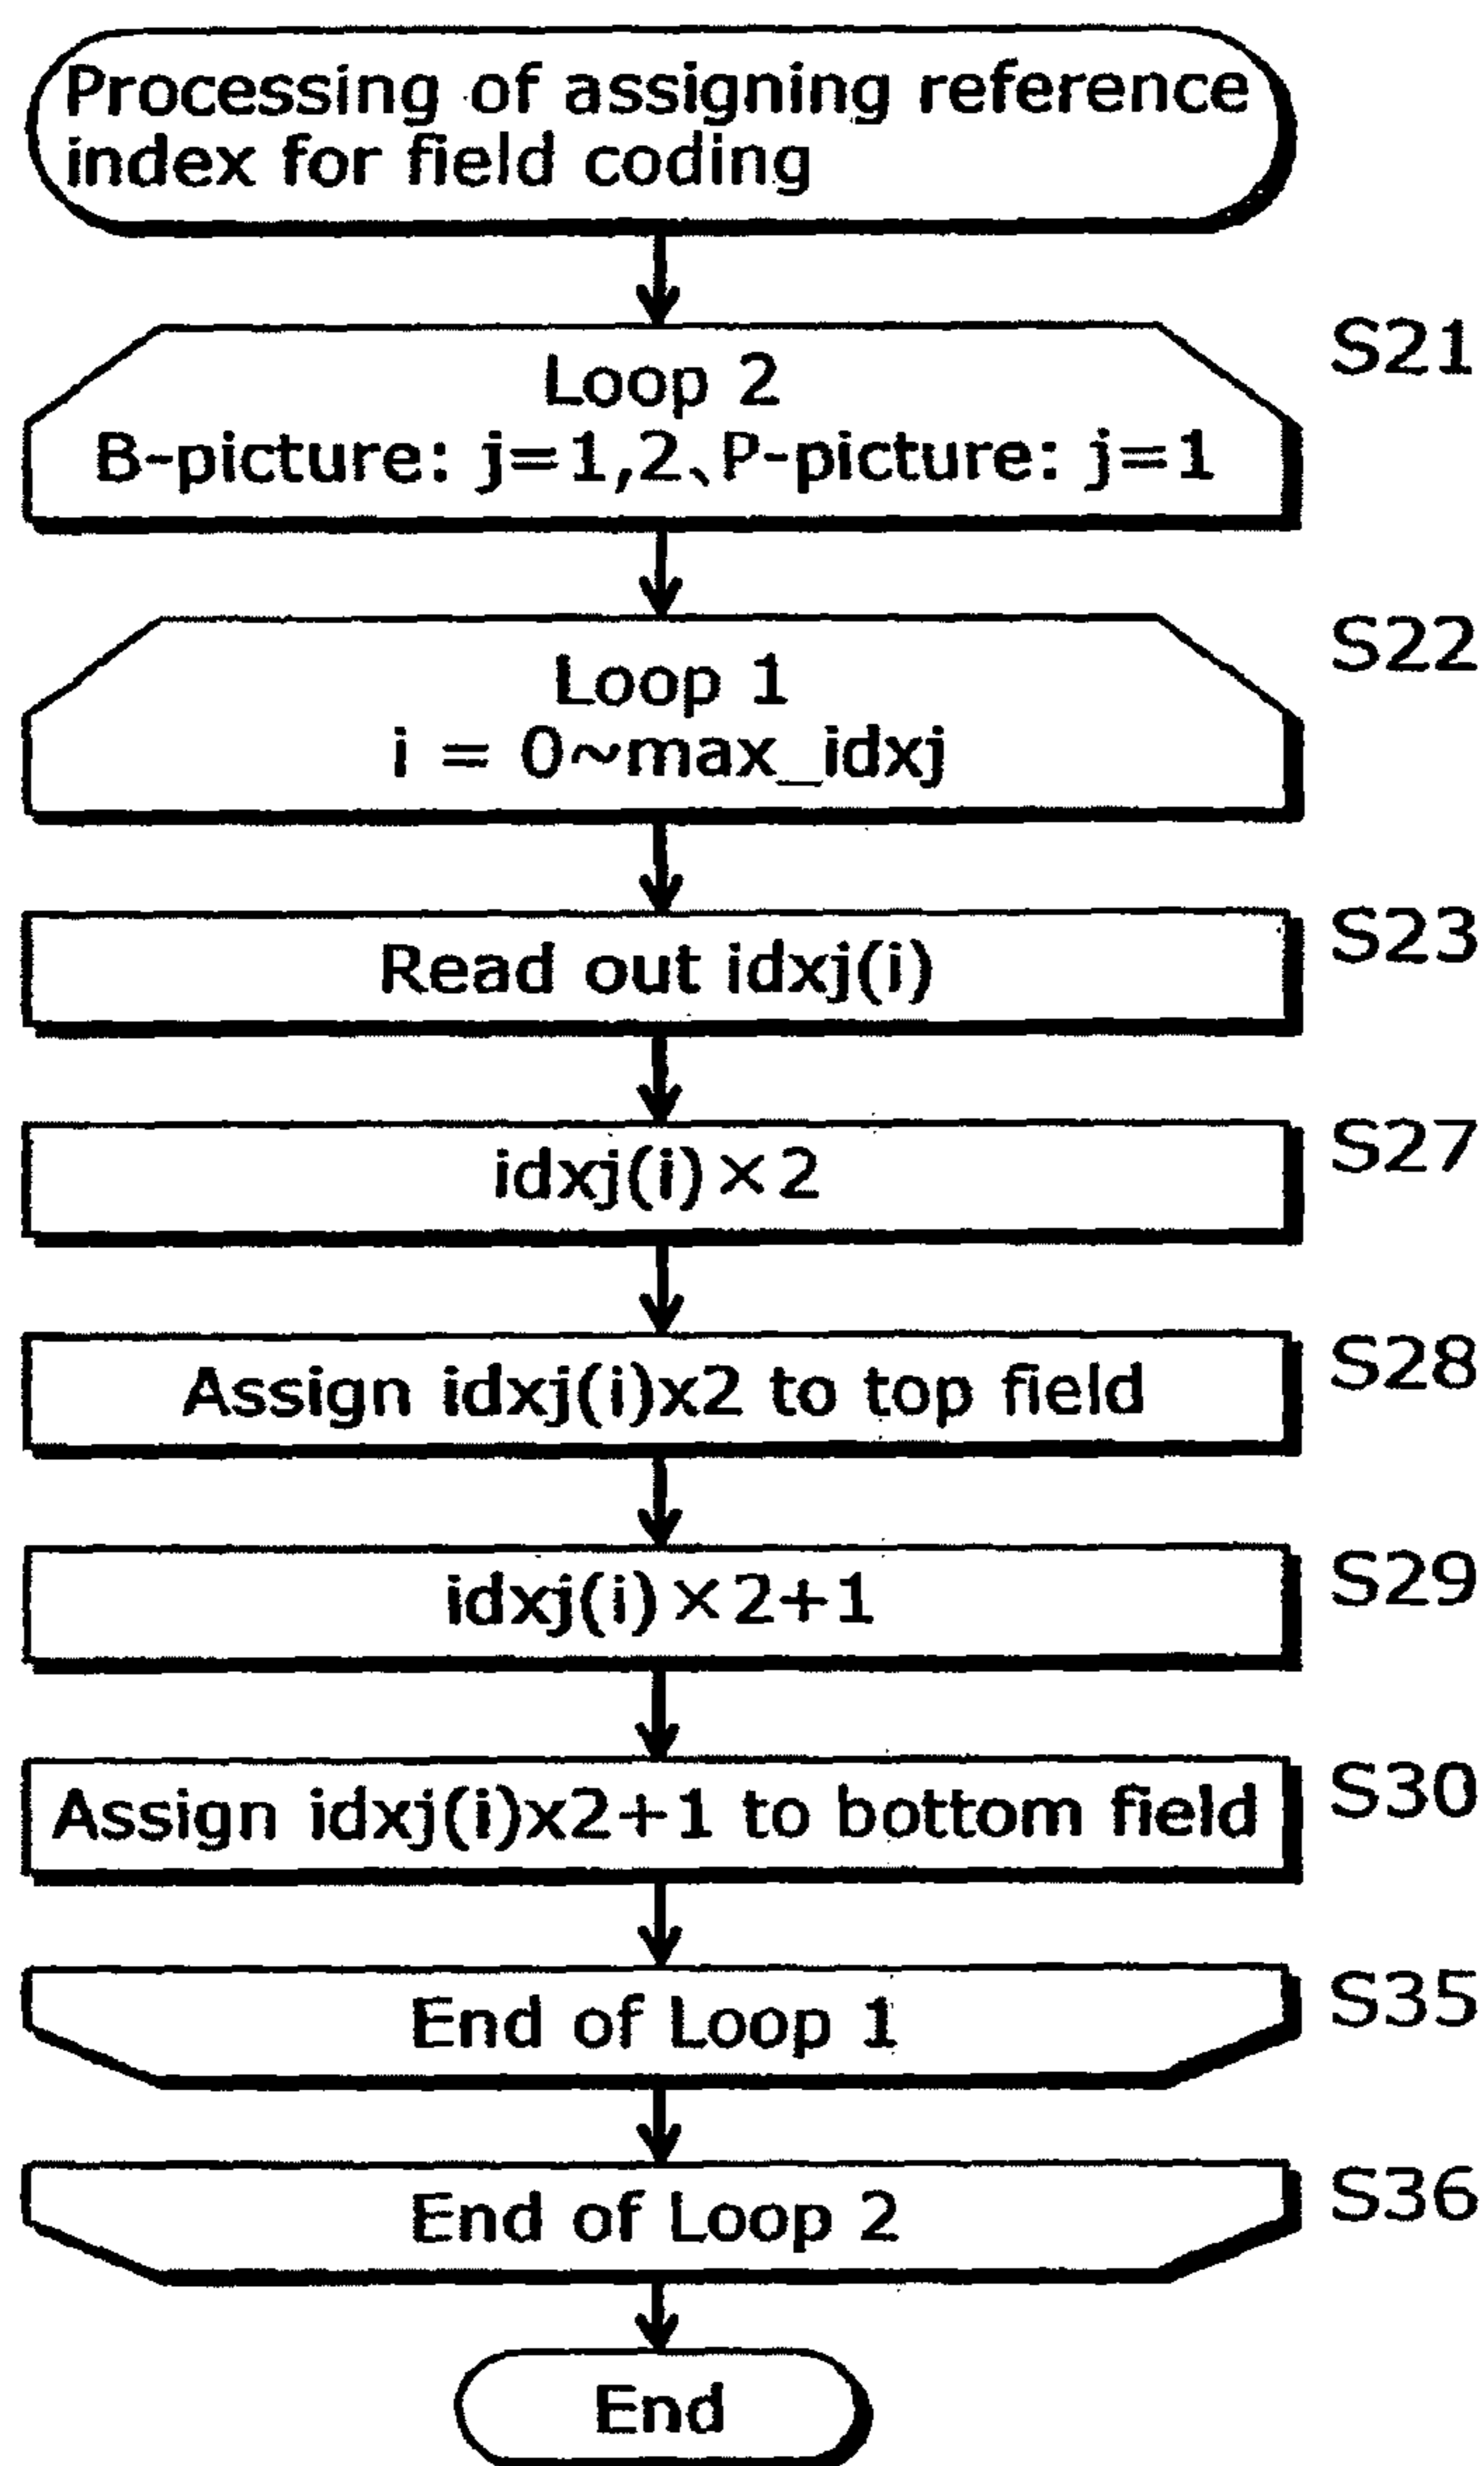 Processing of assigning reference
index for field coding
S21
Loop 2
B-picture: j=1,2、P-picture: j=1
S22
Loop 1
i = 0~max_idxj
S23
Read out idxj(i)
S27
idxj(i)×2
S28
Assign idxj(i)x2 to top field
S29
idxj(i)×2+1
S30
Assign idxj(i)x2+1 to bottom field
S35
End of Loop 1
S36
End of Loop 2
End